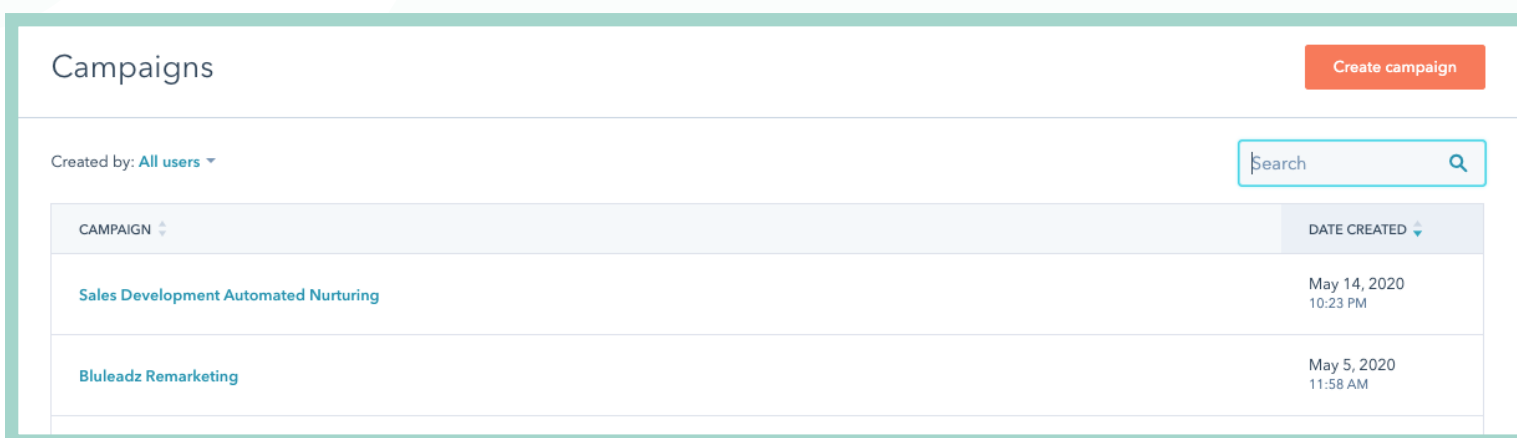 Campaigns
Create campaign
Created by: All users
Search
CAMPAIGN
DATE CREATED
Sales Development Automated Nurturing
May 14, 2020
10:23 PM
Bluleadz Remarketing
May 5, 2020
11:58 AM